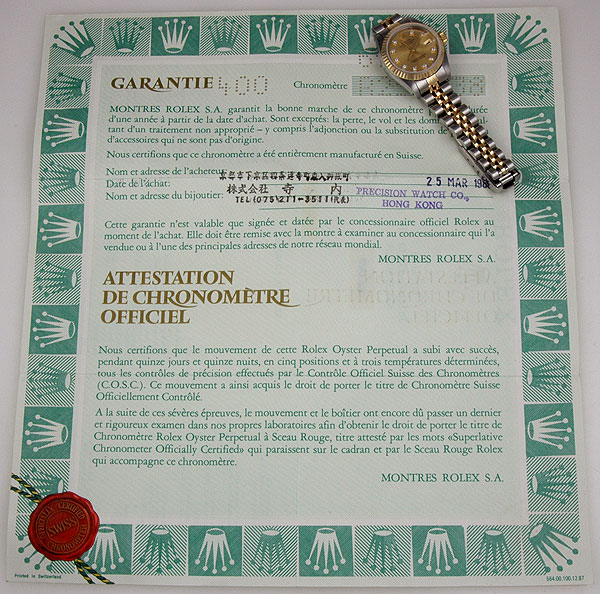 GARANTIE 400 Chronomètre
MONTRES ROLEX S.A. garantit la bonne marche de ce chronomètre
d'une année à partir de la date d'achat. Sont exceptés: la perte, le vol et les
tant d'un traitement non approprié – y compris l'adjonction ou la substitution de
d'accessoires qui ne sont pas d'origine.
Nous certifions que ce chronomètre a été entièrement manufacturé en Suisse.
Nom et adresse de l'acheteur
Date de l'achat: 25 MAR
Nom et adresse du bijoutier: 株式会社 寺内 PRECISION WATCH CO.,
TEL(075)211-3511(代表) HONG KONG
Cette garantie n'est valable que signée et datée par le concessionnaire officiel Rolex au
moment de l'achat. Elle doit être remise avec la montre à examiner au concessionnaire qui l'a
vendue ou à l'une des principales adresses de notre réseau mondial.
MONTRES ROLEX S.A.
ATTESTATION
DE CHRONOMÈTRE
OFFICIEL
Nous certifions que le mouvement de cette Rolex Oyster Perpetual a subi avec succès,
pendant quinze jours et quinze nuits, en cinq positions et à trois températures déterminées,
tous les contrôles de précision effectués par le Contrôle Officiel Suisse des Chronomètres
(C.O.S.C.). Ce mouvement a ainsi acquis le droit de porter le titre de Chronomètre Suisse
Officiellement Contrôlé.
A la suite de ces sévères épreuves, le mouvement et le boîtier ont encore dû passer un dernier
et rigoureux examen dans nos propres laboratoires afin d'obtenir le droit de porter le titre de
Chronomètre Rolex Oyster Perpetual à Sceau Rouge, titre attesté par les mots «Superlative
Chronometer Officially Certified» qui paraissent sur le cadran et par le Sceau Rouge Rolex
qui accompagne ce chronomètre.
MONTRES ROLEX S.A.
SWISS
Printed in Switzerland
564.00.100.12.87